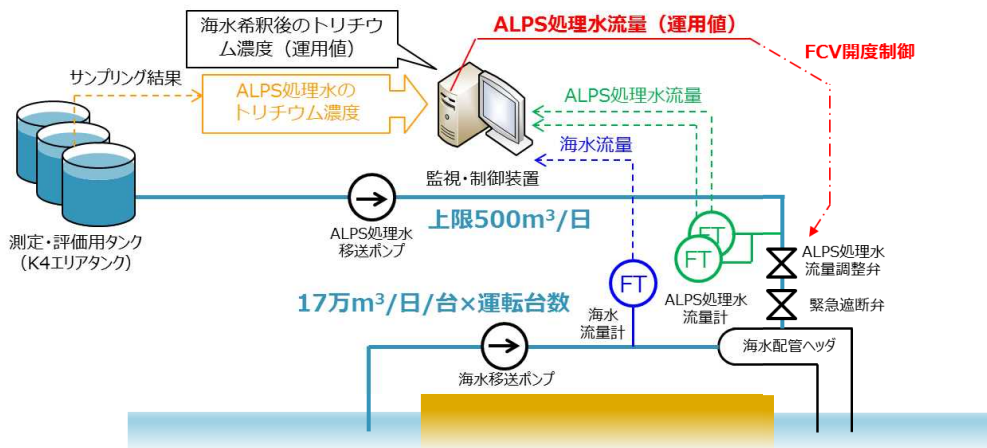 海水希釈後のトリチウ
ム濃度（運用値）
ALPS処理水流量（運用値）
FCV開度制御
サンプリング結果
ALPS処理水の
トリチウム濃度
ALPS処理水流量
海水流量
監視・制御装置
測定・評価用タンク
（K4エリアタンク）
ALPS処理水
移送ポンプ
上限500m³/日
FT
FT
FT
ALPS処理水
流量調整弁
緊急遮断弁
ALPS処理水
流量計
海水
流量計
17万m³/日/台×運転台数
海水移送ポンプ
海水配管ヘッダ